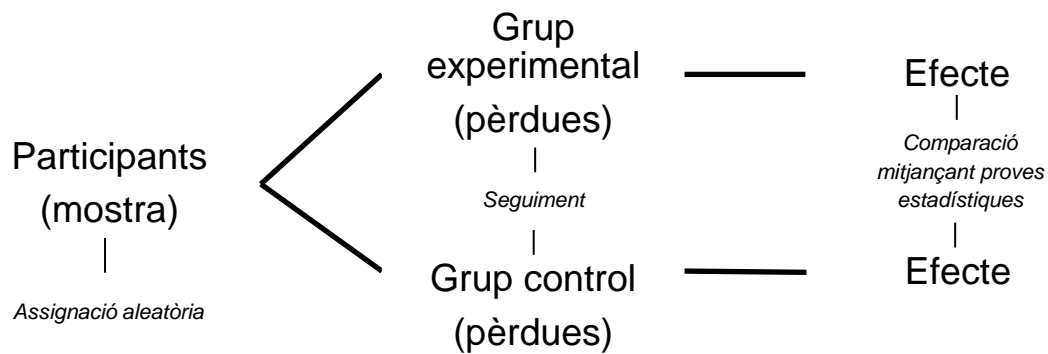 Participants
(mostra)
Assignació aleatòria
Grup
experimental
(pèrdues)
Seguiment
Grup control
(pèrdues)
Efecte
Comparació
mitjançant proves
estadístiques
Efecte